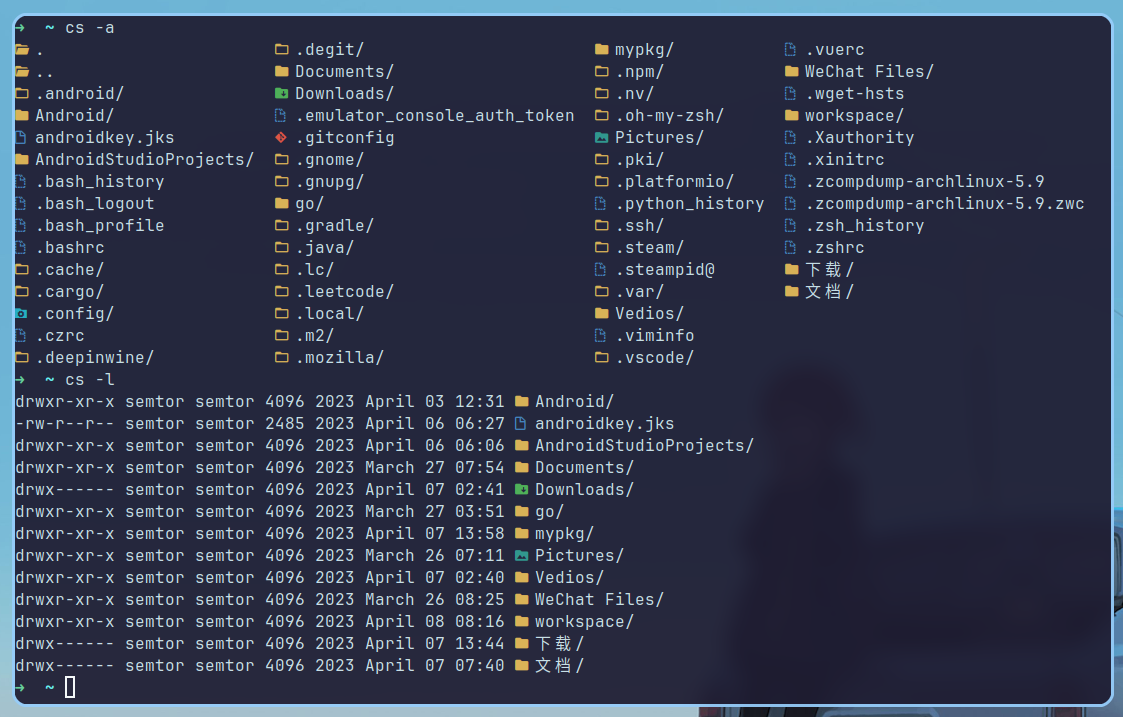 → ~ cs -a
. .degit/ mypkg/ .vuerc
.. Documents/ .npm/ WeChat Files/
.android/ Downloads/ .nv/ .wget-hsts
Android/ .emulator_console_auth_token .oh-my-zsh/ workspace/
androidkey.jks .gitconfig Pictures/ .Xauthority
AndroidStudioProjects/ .gnome/ .pki/ .xinitrc
.bash_history .gnupg/ .platformio/ .zcompdump-archlinux-5.9
.bash_logout go/ .python_history .zcompdump-archlinux-5.9.zwc
.bash_profile .gradle/ .ssh/ .zsh_history
.bashrc .java/ .steam/ .zshrc
.cache/ .lc/ .steampid@ 下载/
.cargo/ .leetcode/ .var/ 文档/
.config/ .local/ Vedios/
.czrc .m2/ .viminfo
.deepinwine/ .mozilla/ .vscode/
→ ~ cs -l
drwxr-xr-x semtor semtor 4096 2023 April 03 12:31 Android/
-rw-r--r-- semtor semtor 2485 2023 April 06 06:27 androidkey.jks
drwxr-xr-x semtor semtor 4096 2023 April 06 06:06 AndroidStudioProjects/
drwxr-xr-x semtor semtor 4096 2023 March 27 07:54 Documents/
drwx------ semtor semtor 4096 2023 April 07 02:41 Downloads/
drwxr-xr-x semtor semtor 4096 2023 March 27 03:51 go/
drwxr-xr-x semtor semtor 4096 2023 April 07 13:58 mypkg/
drwxr-xr-x semtor semtor 4096 2023 March 26 07:11 Pictures/
drwxr-xr-x semtor semtor 4096 2023 April 07 02:40 Vedios/
drwxr-xr-x semtor semtor 4096 2023 March 26 08:25 WeChat Files/
drwxr-xr-x semtor semtor 4096 2023 April 08 08:16 workspace/
drwx------ semtor semtor 4096 2023 April 07 13:44 下载/
drwx------ semtor semtor 4096 2023 April 07 07:40 文档/
→ ~